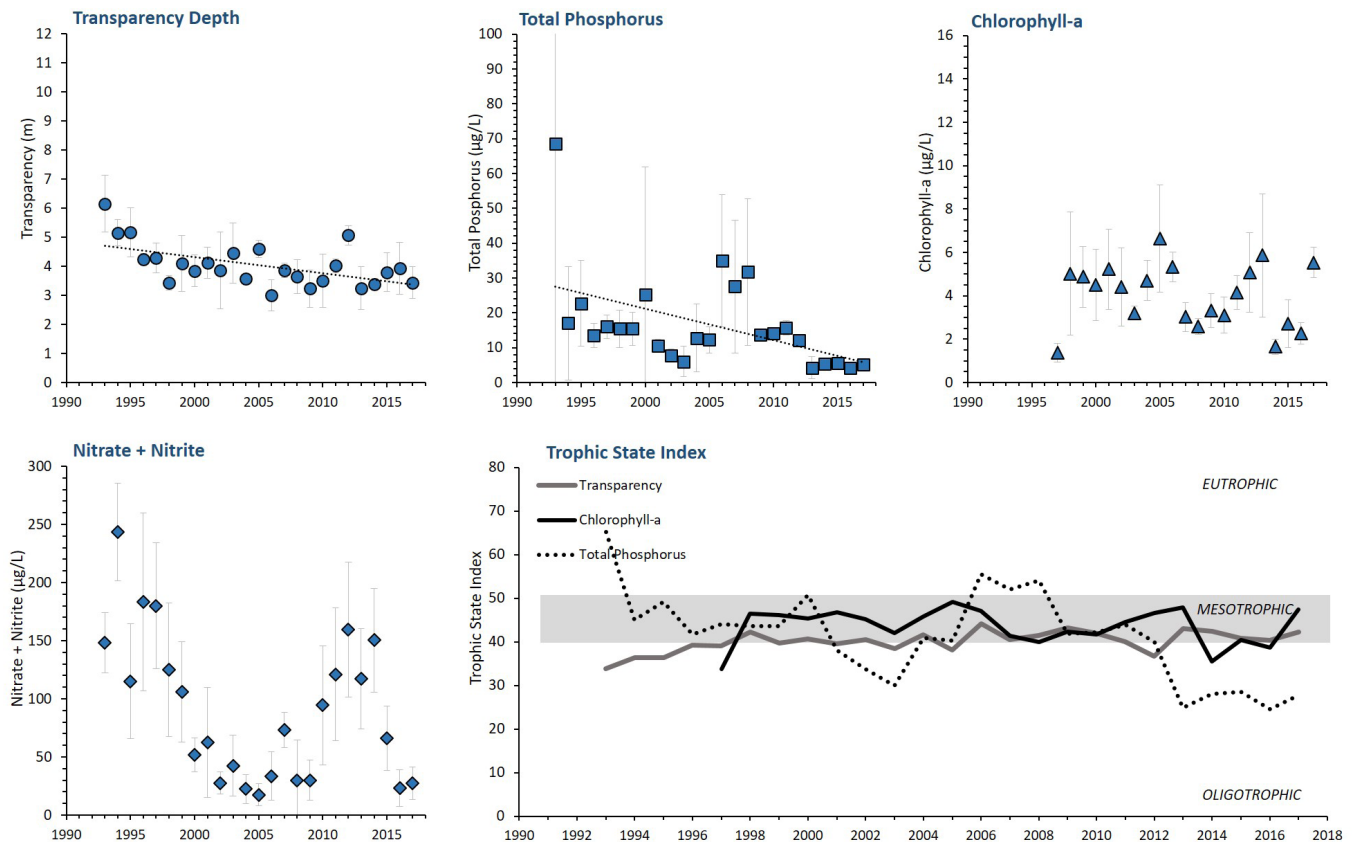 Transparency Depth
Transparency (m)
12
11
10
9
8
7
6
5
4
3
2
1
0
1990 1995 2000 2005 2010 2015
Total Phosphorus
Total Posphorus (µg/L)
100
90
80
70
60
50
40
30
20
10
0
1990 1995 2000 2005 2010 2015
Chlorophyll-a
Chlorophyll-a (µg/L)
16
14
12
10
8
6
4
2
0
1990 1995 2000 2005 2010 2015
Nitrate + Nitrite
Nitrate + Nitrite (µg/L)
300
250
200
150
100
50
0
1990 1995 2000 2005 2010 2015
Trophic State Index
Trophic State Index
80
70
60
50
40
30
20
10
0
Transparency
Chlorophyll-a
Total Phosphorus
EUTROPHIC
MESOTROPHIC
OLIGOTROPHIC
1990 1992 1994 1996 1998 2000 2002 2004 2006 2008 2010 2012 2014 2016 2018